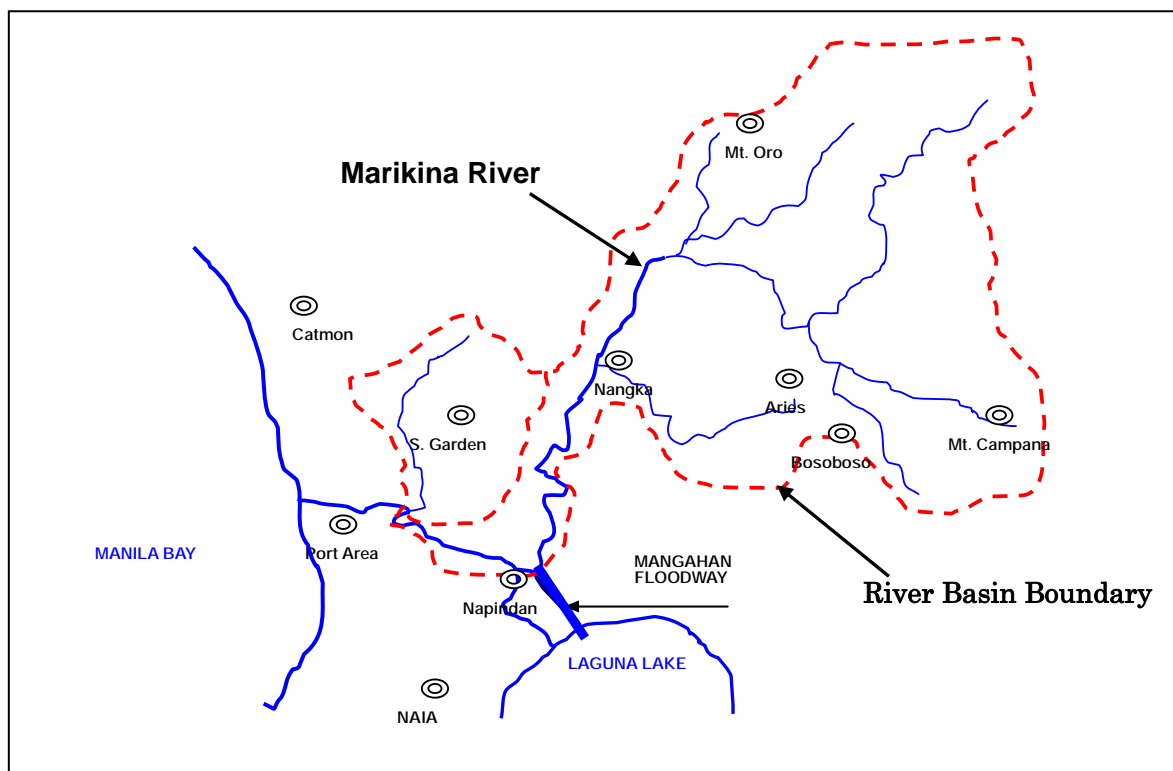 Mt. Oro
Marikina River
Catmon
Nangka
Aries
S. Garden
Mt. Campana
Bosoboso
Port Area
MANILA BAY
MANGAHAN
FLOODWAY
River Basin Boundary
Napindan
LAGUNA LAKE
NAIA